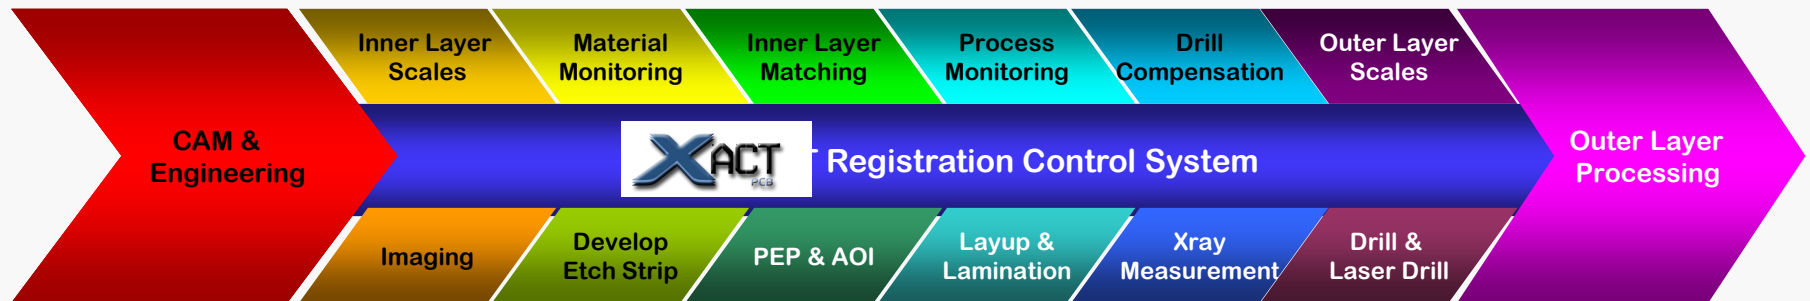 CAM &
Engineering
Inner Layer
Scales
Material
Monitoring
Inner Layer
Matching
Process
Monitoring
Drill
Compensation
Outer Layer
Scales
XACT
PCB
T Registration Control System
Imaging
Develop
Etch Strip
PEP & AOI
Layup &
Lamination
Xray
Measurement
Drill &
Laser Drill
Outer Layer
Processing